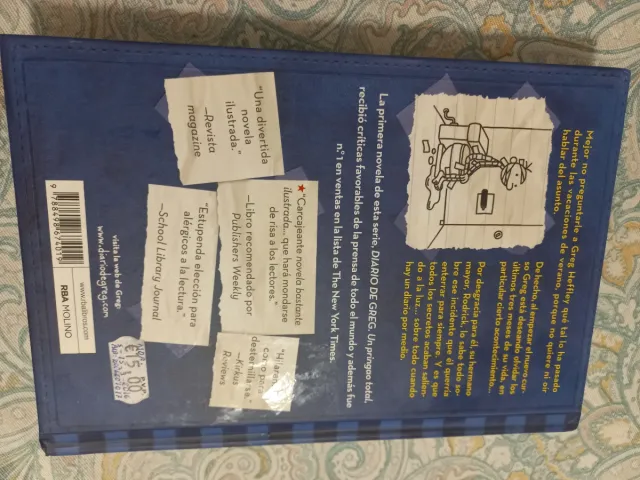 Mejor no preguntarle a Greg Heffley qué tal lo ha pasado
durante las vacaciones de verano, porque no quiere ni oír
hablar del asunto.
De hecho, al empezar el nuevo cur-
so Greg está deseando olvidar los
últimos tres meses de su vida, en
particular cierto acontecimiento...
Por desgracia para él, su hermano
mayor, Rodrick, lo sabe todo so-
bre ese incidente que él querría
enterrar para siempre. Y es que
todos los secretos acaban salien-
do a la luz... sobre todo cuando
hay un diario por medio.
La primera novela de esta serie, DIARIO DE GREG. Un pringao total,
recibió críticas favorables de la prensa de todo el mundo y además fue
n.º 1 en ventas en la lista de The New York Times.
"Una divertida
novela
ilustrada."
—Revista
magazine
★"Carcajeante novela bastante
ilustrada... que hará mondarse
de risa a los lectores."
—Libro recomendado por
Publishers Weekly
—Kirkus
Reviews
"Estupenda elección para
alérgicos a la lectura."
—School Library Journal
visita la web de Greg:
www.diariodegreg.com
www.rbalibros.com
RBA MOLINO
€15,00